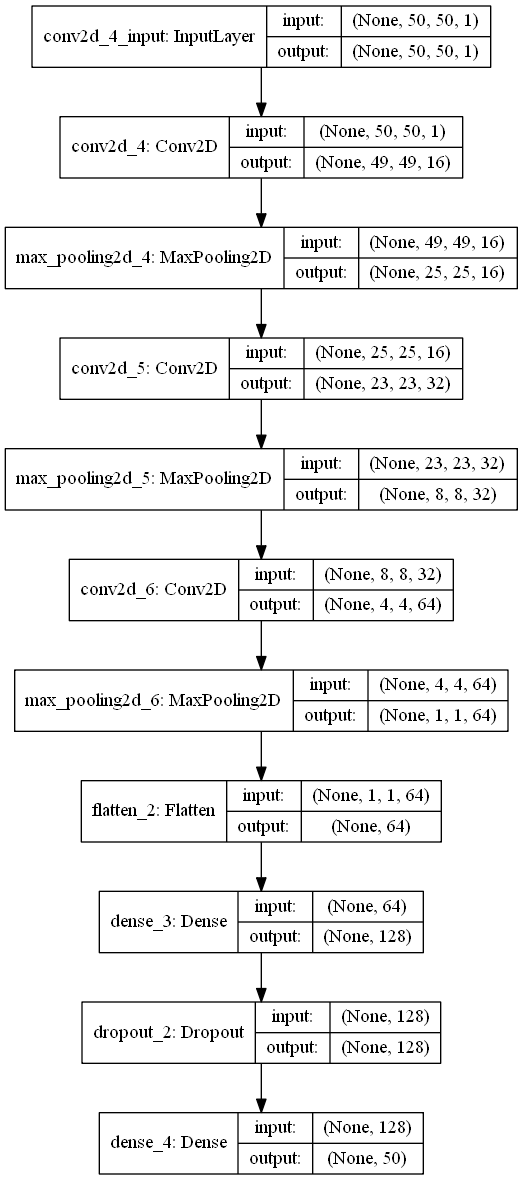 conv2d_4_input: InputLayer
input: (None, 50, 50, 1)
output: (None, 50, 50, 1)
conv2d_4: Conv2D
input: (None, 50, 50, 1)
output: (None, 49, 49, 16)
max_pooling2d_4: MaxPooling2D
input: (None, 49, 49, 16)
output: (None, 25, 25, 16)
conv2d_5: Conv2D
input: (None, 25, 25, 16)
output: (None, 23, 23, 32)
max_pooling2d_5: MaxPooling2D
input: (None, 23, 23, 32)
output: (None, 8, 8, 32)
conv2d_6: Conv2D
input: (None, 8, 8, 32)
output: (None, 4, 4, 64)
max_pooling2d_6: MaxPooling2D
input: (None, 4, 4, 64)
output: (None, 1, 1, 64)
flatten_2: Flatten
input: (None, 1, 1, 64)
output: (None, 64)
dense_3: Dense
input: (None, 64)
output: (None, 128)
dropout_2: Dropout
input: (None, 128)
output: (None, 128)
dense_4: Dense
input: (None, 128)
output: (None, 50)